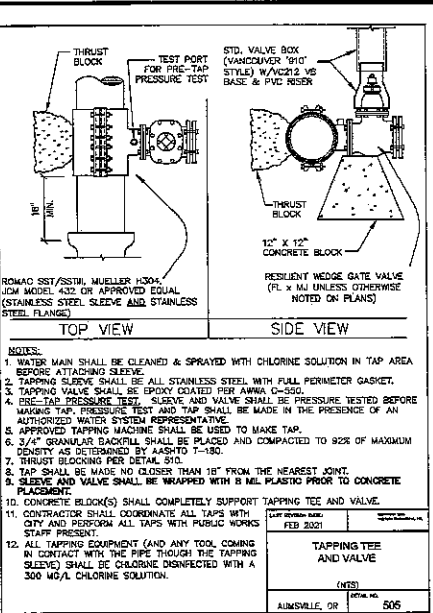 THRUST
BLOCK
TEST PORT
FOR PRE-TAP
PRESSURE TEST
18"
MIN.
ROMAC SST/SSTIII, MUELLER H304,
JCM MODEL 432 OR APPROVED EQUAL
(STAINLESS STEEL SLEEVE AND STAINLESS
STEEL FLANGE)
TOP VIEW
STD. VALVE BOX
(VANCOUVER "910"
STYLE) W/VC212 VB
BASE & PVC RISER
THRUST
BLOCK
12" X 12"
CONCRETE BLOCK
RESILIENT WEDGE GATE VALVE
(FL x MJ UNLESS OTHERWISE
NOTED ON PLANS)
SIDE VIEW
NOTES:
1. WATER MAIN SHALL BE CLEANED & SPRAYED WITH CHLORINE SOLUTION IN TAP AREA
BEFORE ATTACHING SLEEVE.
2. TAPPING SLEEVE SHALL BE ALL STAINLESS STEEL WITH FULL PERIMETER GASKET.
3. TAPPING VALVE SHALL BE EPOXY COATED PER AWWA C-550.
4. PRE-TAP PRESSURE TEST. SLEEVE AND VALVE SHALL BE PRESSURE TESTED BEFORE
MAKING TAP. PRESSURE TEST AND TAP SHALL BE MADE IN THE PRESENCE OF AN
AUTHORIZED WATER SYSTEM REPRESENTATIVE.
5. APPROVED TAPPING MACHINE SHALL BE USED TO MAKE TAP.
6. 3/4" GRANULAR BACKFILL SHALL BE PLACED AND COMPACTED TO 92% OF MAXIMUM
DENSITY AS DETERMINED BY AASHTO T-180.
7. THRUST BLOCKING PER DETAIL 510.
8. TAP SHALL BE MADE NO CLOSER THAN 18" FROM THE NEAREST JOINT.
9. SLEEVE AND VALVE SHALL BE WRAPPED WITH 8 MIL PLASTIC PRIOR TO CONCRETE
PLACEMENT.
10. CONCRETE BLOCK(S) SHALL COMPLETELY SUPPORT TAPPING TEE AND VALVE.
11. CONTRACTOR SHALL COORDINATE ALL TAPS WITH
CITY AND PERFORM ALL TAPS WITH PUBLIC WORKS
STAFF PRESENT.
12. ALL TAPPING EQUIPMENT (AND ANY TOOL COMING
IN CONTACT WITH THE PIPE THOUGH THE TAPPING
SLEEVE) SHALL BE CHLORINE DISINFECTED WITH A
300 MG/L CHLORINE SOLUTION.
LAST REVISION DATE:
FEB 2021
TAPPING TEE
AND VALVE
(NTS)
AUMSVILLE, OR
DETAIL NO.
505